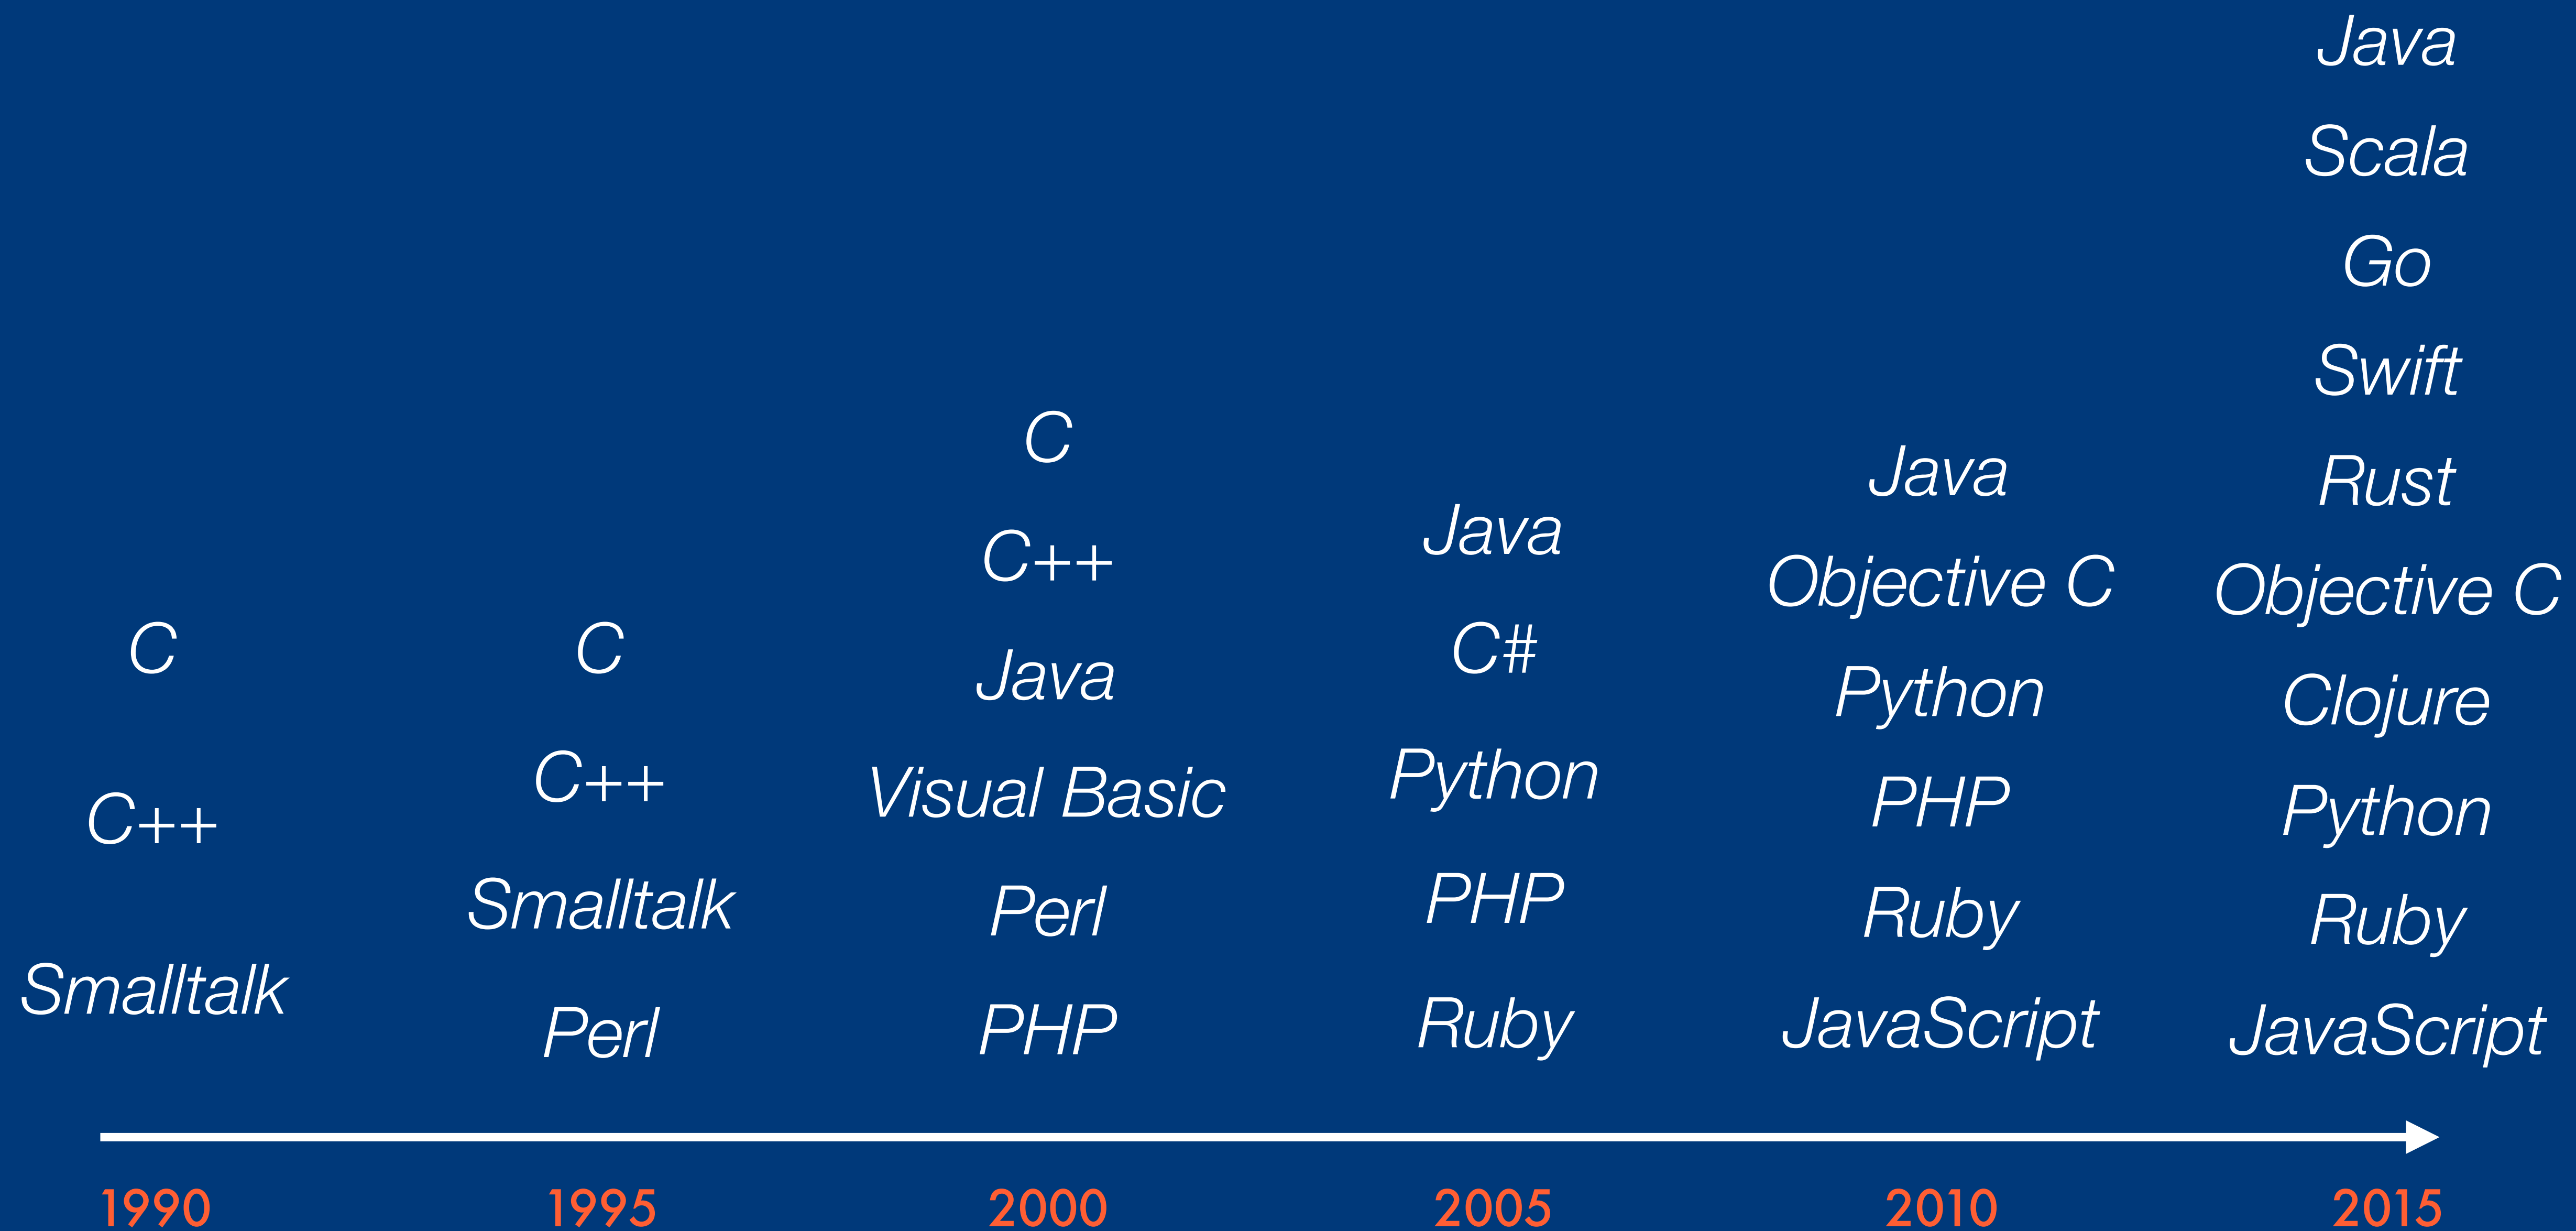 C
C++
Smalltalk
1990
C
C++
Smalltalk
Perl
1995
C
C++
Java
Visual Basic
Perl
PHP
2000
Java
C#
Python
PHP
Ruby
2005
Java
Objective C
Python
PHP
Ruby
JavaScript
2010
Java
Scala
Go
Swift
Rust
Objective C
Clojure
Python
Ruby
JavaScript
2015